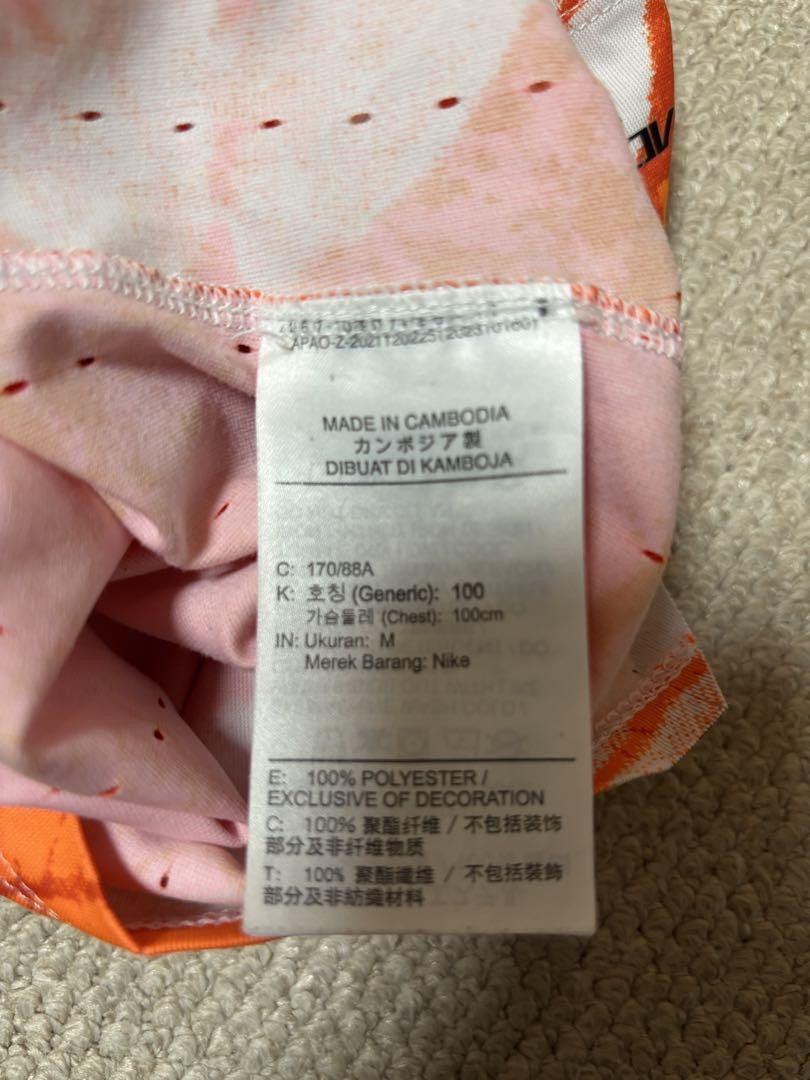 MADE IN CAMBODIA
カンボジア製
DIBUAT DI KAMBOJA
C: 170/88A
K: 호칭 (Generic): 100
가슴둘레 (Chest): 100cm
IN: Ukuran: M
Merek Barang: Nike
E: 100% POLYESTER /
EXCLUSIVE OF DECORATION
C: 100% 聚酯纤维 / 不包括装饰
部分及非纤维物质
T: 100% 聚酯纖维 / 不包括裝飾
部分及非紡織材料